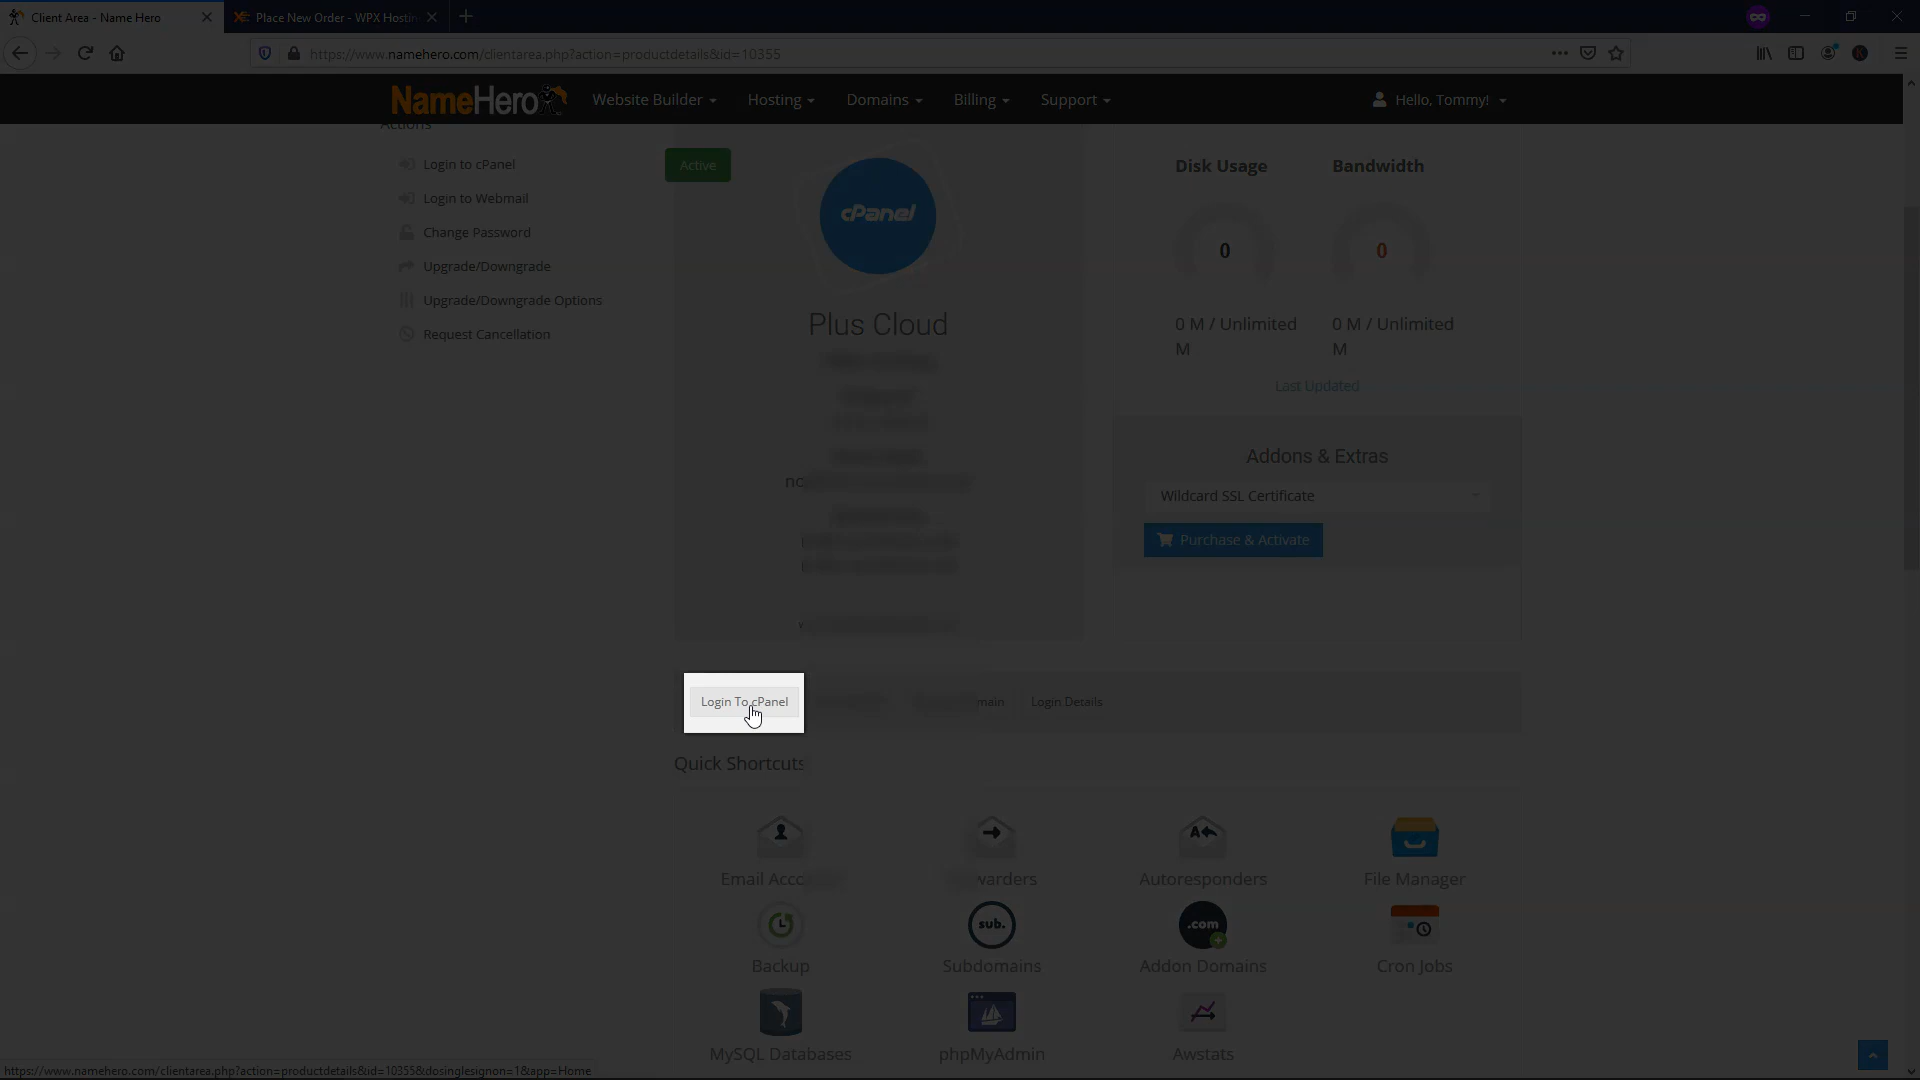 Client Area - Name Hero
Place New Order - WPX Hostin
https://www.namehero.com/clientarea.php?action=productdetails&id=10355
NameHero
Website Builder
Hosting
Domains
Billing
Support
Hello, Tommy!
Actions
Login to cPanel
Login to Webmail
Change Password
Upgrade/Downgrade
Upgrade/Downgrade Options
Request Cancellation
Active
cPanel
Plus Cloud
Disk Usage
Bandwidth
0
0
0 M / Unlimited
M
0 M / Unlimited
M
Last Updated
Addons & Extras
Wildcard SSL Certificate
Purchase & Activate
Login To cPanel
main
Login Details
Quick Shortcuts
Email Acco
warders
Autoresponders
File Manager
sub.
.com
Backup
Subdomains
Addon Domains
Cron Jobs
MySQL Databases
phpMyAdmin
Awstats
https://www.namehero.com/clientarea.php?action=productdetails&id=10355&dosinglesignon=1&app=Home